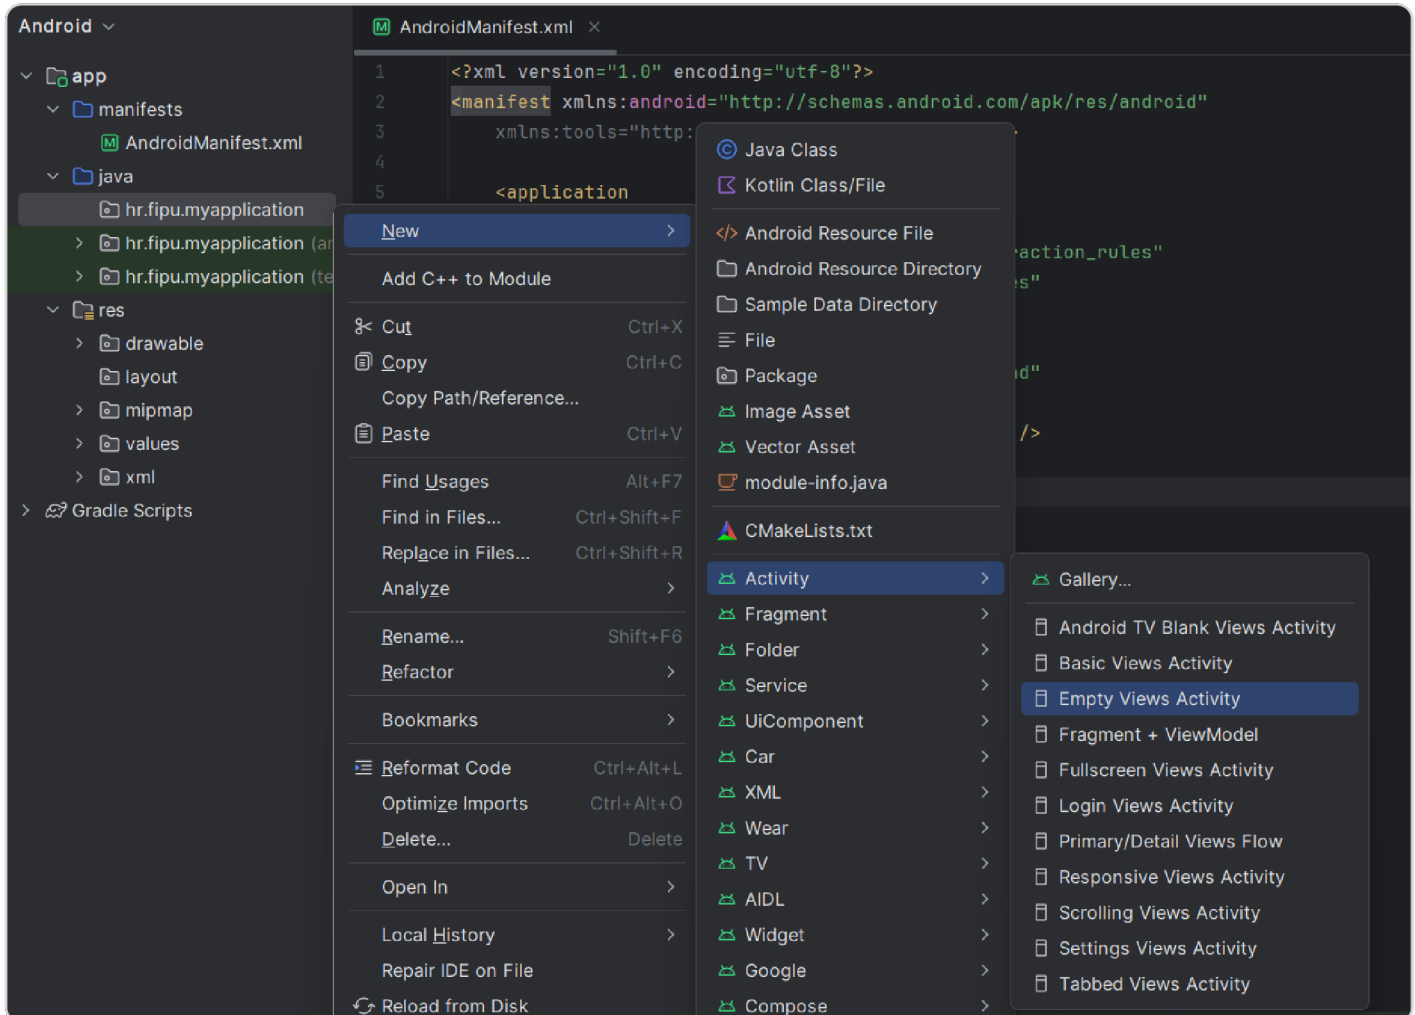 Android
AndroidManifest.xml
app
manifests
AndroidManifest.xml
java
hr.fipu.myapplication
hr.fipu.myapplication (ar
hr.fipu.myapplication (te
res
drawable
layout
mipmap
values
xml
Gradle Scripts
1 <?xml version="1.0" encoding="utf-8"?>
2 <manifest xmlns:android="http://schemas.android.com/apk/res/android"
3 xmlns:tools="http:
4
5 <application
raction_rules"
es"
nd"
/>
New
Add C++ to Module
Cut Ctrl+X
Copy Ctrl+C
Copy Path/Reference...
Paste Ctrl+V
Find Usages Alt+F7
Find in Files... Ctrl+Shift+F
Replace in Files... Ctrl+Shift+R
Analyze
Rename... Shift+F6
Refactor
Bookmarks
Reformat Code Ctrl+Alt+L
Optimize Imports Ctrl+Alt+O
Delete... Delete
Open In
Local History
Repair IDE on File
Reload from Disk
Java Class
Kotlin Class/File
Android Resource File
Android Resource Directory
Sample Data Directory
File
Package
Image Asset
Vector Asset
module-info.java
CMakeLists.txt
Activity
Fragment
Folder
Service
UiComponent
Car
XML
Wear
TV
AIDL
Widget
Google
Compose
Gallery...
Android TV Blank Views Activity
Basic Views Activity
Empty Views Activity
Fragment + ViewModel
Fullscreen Views Activity
Login Views Activity
Primary/Detail Views Flow
Responsive Views Activity
Scrolling Views Activity
Settings Views Activity
Tabbed Views Activity